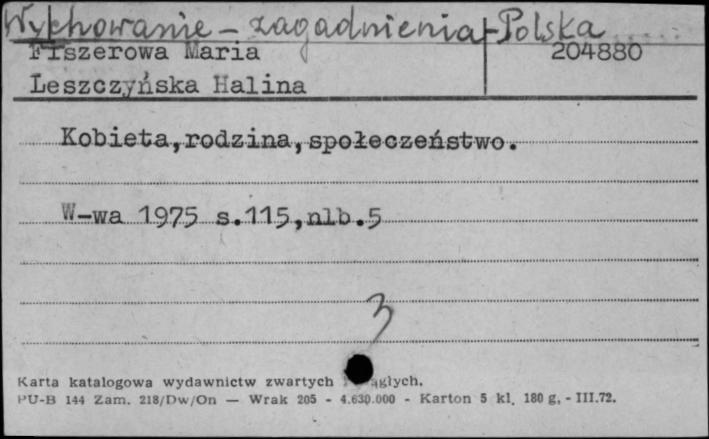 Wychowanie - zagadnienia - Polska
Fiszerowa Maria 204880
Leszczyńska Halina
Kobieta,rodzina,społeczeństwo.
W-wa 1975 s.115,nlb.5
3
Karta katalogowa wydawnictw zwartych
PU-B 144 Zam. 218/Dw/On — Wrak 205 - 4.630.000 - Karton 5 kl. 180 g. - III.72.